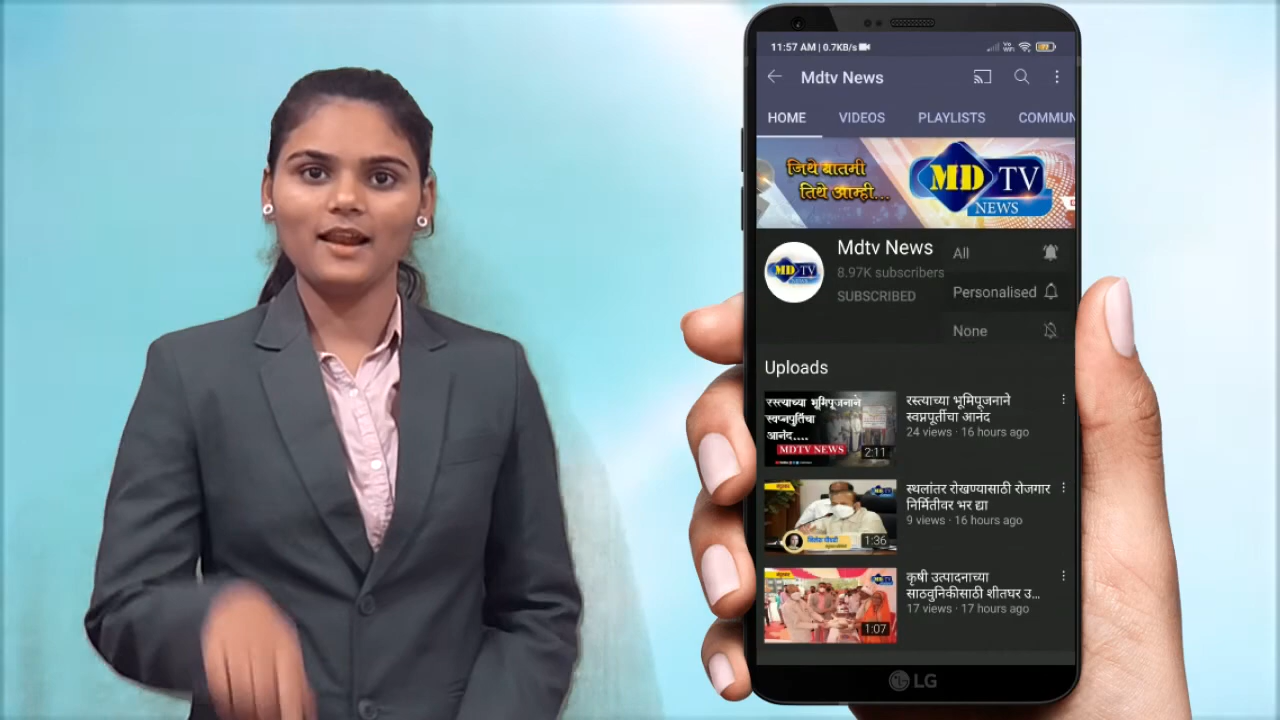 11:57 AM | 0.7KB/s
Mdtv News
HOME VIDEOS PLAYLISTS COMMUN
जिथे बातमी
तिथे आम्ही...
MD TV
NEWS
Mdtv News
8.97K subscribers
SUBSCRIBED
All
Personalised
None
Uploads
रस्त्याच्या भूमिपूजनाने
स्वप्नपुर्तिचा
आनंद....
MDTV NEWS
2:11
रस्त्याच्या भूमिपूजनाने
स्वप्नपूर्तीचा आनंद
24 views · 16 hours ago
1:36
स्थलांतर रोखण्यासाठी रोजगार
निर्मितीवर भर द्या
9 views · 16 hours ago
1:07
कृषी उत्पादनाच्या
साठवुनिकीसाठी शीतघर उ...
17 views · 17 hours ago
LG